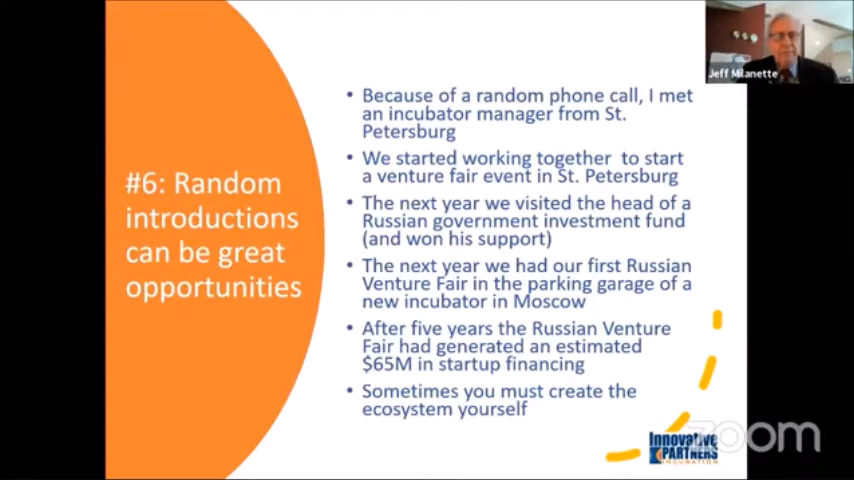 Jeff Milanette
#6: Random
introductions
can be great
opportunities
• Because of a random phone call, I met
an incubator manager from St.
Petersburg
• We started working together to start
a venture fair event in St. Petersburg
• The next year we visited the head of a
Russian government investment fund
(and won his support)
• The next year we had our first Russian
Venture Fair in the parking garage of a
new incubator in Moscow
• After five years the Russian Venture
Fair had generated an estimated
$65M in startup financing
• Sometimes you must create the
ecosystem yourself
Innovative
PARTNERS
INCUBATION
zoom